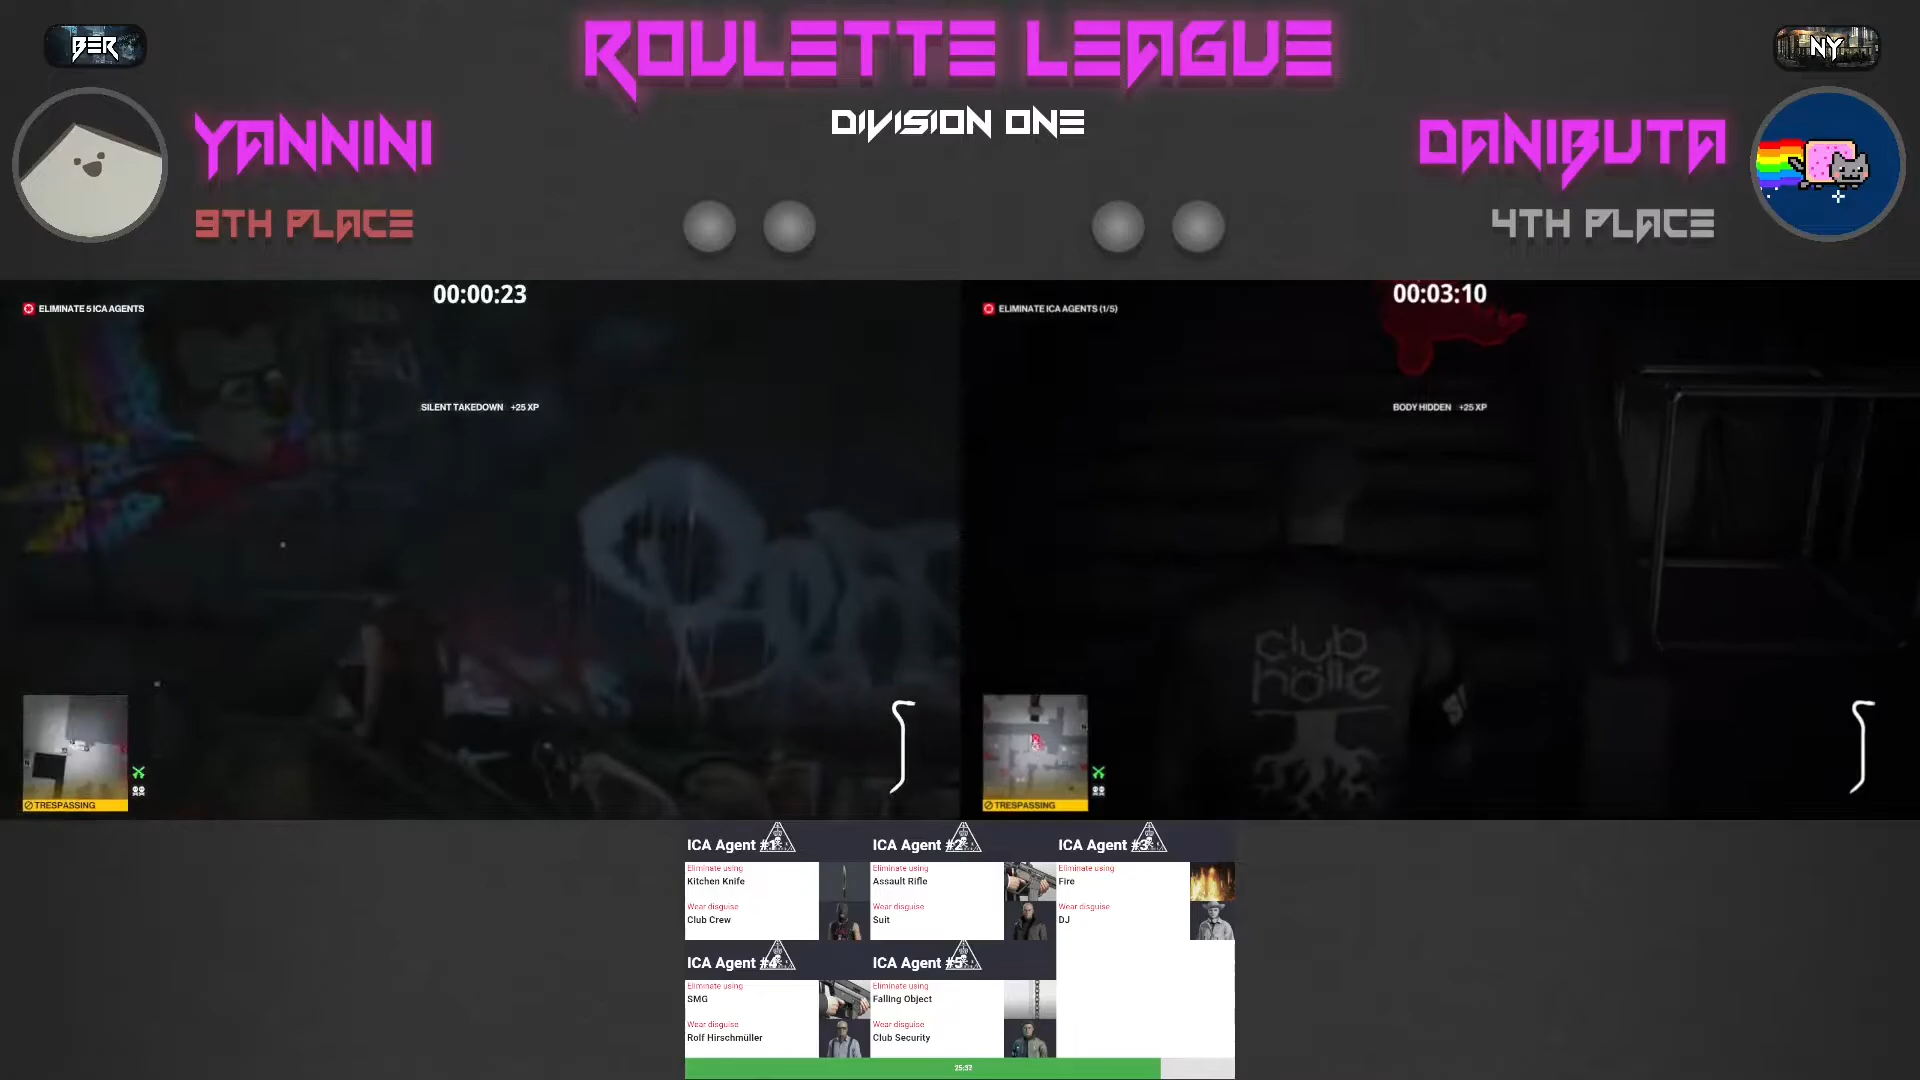 BER
ROULETTE LEAGUE
NY
DIVISION ONE
YANNINI
DANIBUTA
9TH PLACE
4TH PLACE
00:00:23
00:03:10
ELIMINATE 5 ICA AGENTS
ELIMINATE ICA AGENTS (1/5)
SILENT TAKEDOWN +25 XP
BODY HIDDEN +25 XP
club
hölle
TRESPASSING
TRESPASSING
ICA Agent #1
ICA Agent #2
ICA Agent #3
Eliminate using
Eliminate using
Eliminate using
Kitchen Knife
Assault Rifle
Fire
Wear disguise
Wear disguise
Wear disguise
Club Crew
Suit
DJ
ICA Agent #4
ICA Agent #5
Eliminate using
Eliminate using
SMG
Falling Object
Wear disguise
Wear disguise
Rolf Hirschmüller
Club Security
25:32